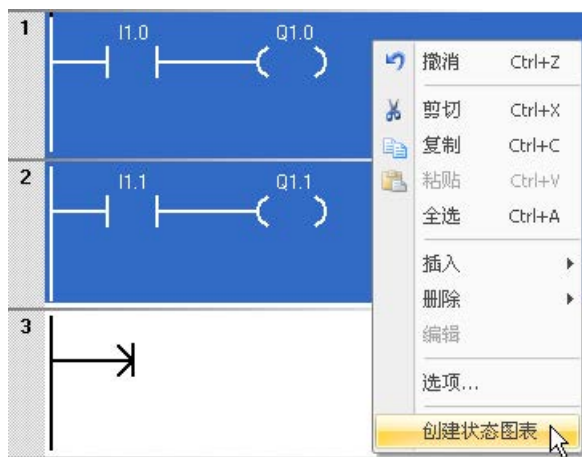 1
I1.0 Q1.0
撤消 Ctrl+Z
剪切 Ctrl+X
复制 Ctrl+C
2
I1.1 Q1.1
粘贴 Ctrl+V
全选 Ctrl+A
插入
删除
3
编辑
选项...
创建状态图表